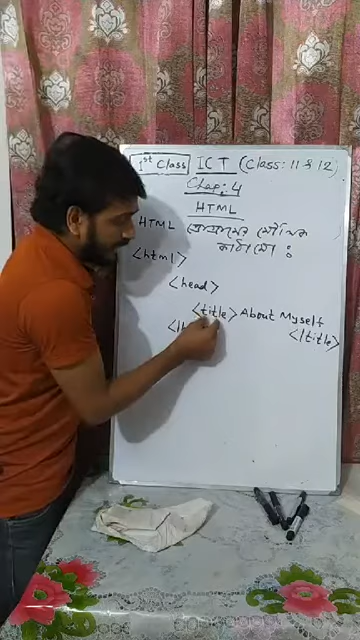 1st Class ICT (Class: 11 & 12)
Chap: 4
HTML
HTML প্রোগ্রামের মৌলিক
কাঠামো :
<html>
<head>
<title> About Myself
</title>